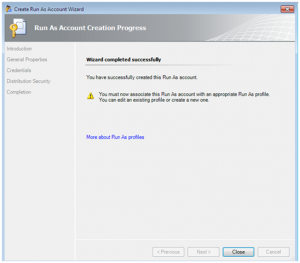 Create Run As Account Wizard
Run As Account Creation Progress
Introduction
General Properties
Credentials
Distribution Security
Completion
Wizard completed successfully
You have successfully created this Run As account.
You must now associate this Run As account with an appropriate Run As profile.
You can edit an existing profile or create a new one.
More about Run As profiles
< Previous
Next >
Close
Cancel